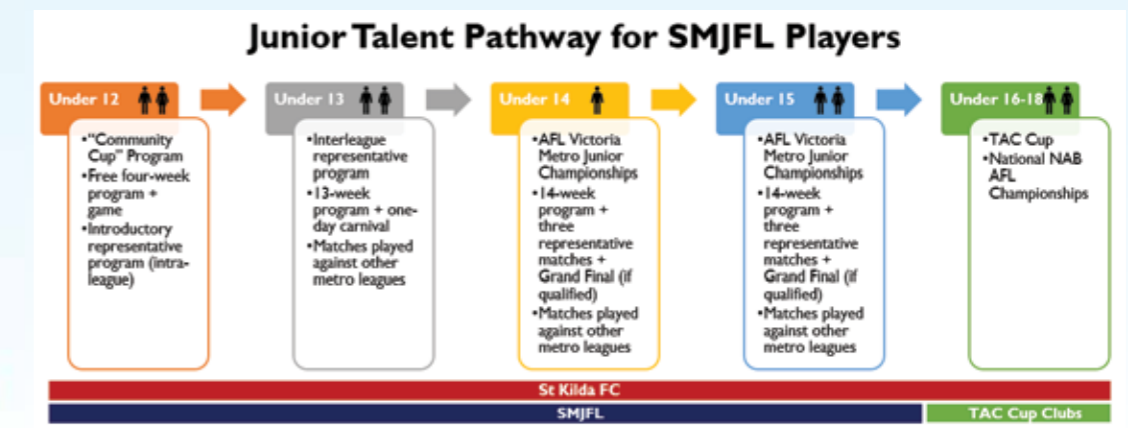 Junior Talent Pathway for SMJFL Players
Under 12
•"Community
Cup" Program
•Free four-week
program +
game
•Introductory
representative
program (intra-
league)
Under 13
•Interleague
representative
program
•13-week
program + one-
day carnival
•Matches played
against other
metro leagues
Under 14
•AFL Victoria
Metro Junior
Championships
•14-week
program +
three
representative
matches +
Grand Final (if
qualified)
•Matches played
against other
metro leagues
Under 15
•AFL Victoria
Metro Junior
Championships
•14-week
program +
three
representative
matches +
Grand Final (if
qualified)
•Matches played
against other
metro leagues
Under 16-18
•TAC Cup
•National NAB
AFL
Championships
St Kilda FC
SMJFL
TAC Cup Clubs